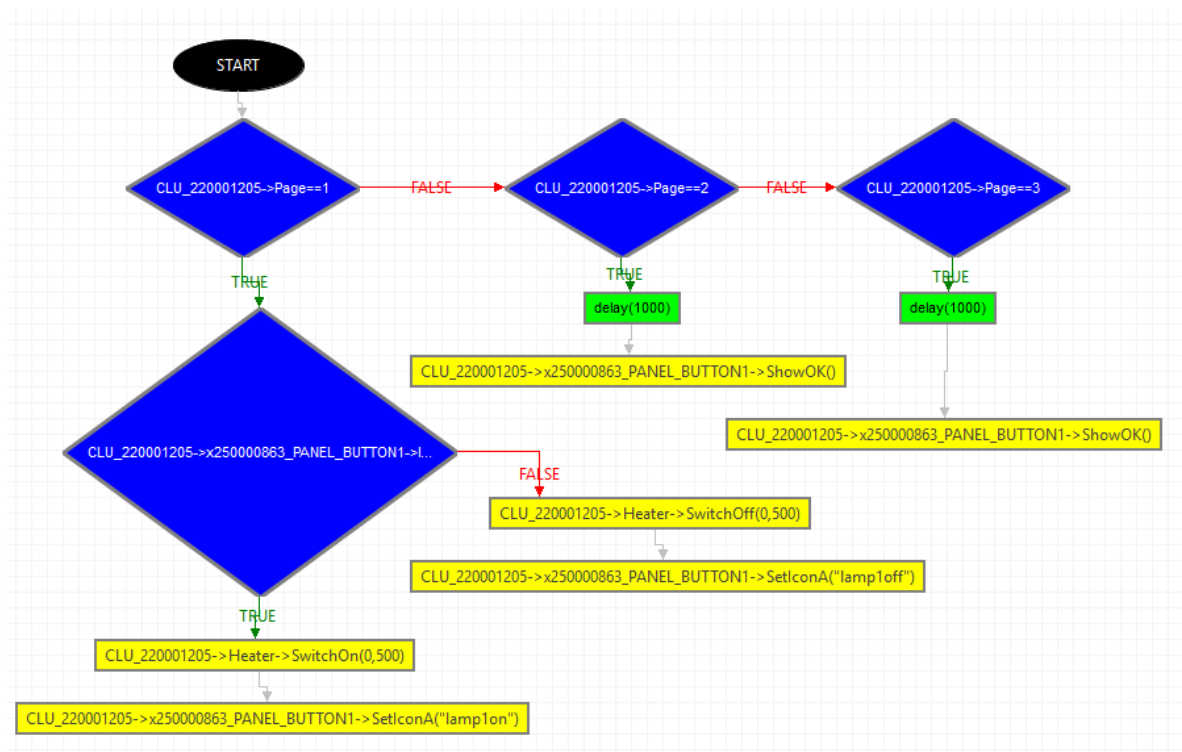 START
CLU_220001205->Page==1
FALSE
CLU_220001205->Page==2
FALSE
CLU_220001205->Page==3
TRUE
TRUE
TRUE
delay(1000)
delay(1000)
CLU_220001205->x250000863_PANEL_BUTTON1->ShowOK()
CLU_220001205->x250000863_PANEL_BUTTON1->ShowOK()
CLU_220001205->x250000863_PANEL_BUTTON1->I...
FALSE
CLU_220001205->Heater->SwitchOff(0,500)
CLU_220001205->x250000863_PANEL_BUTTON1->SetIconA("lamp1off")
TRUE
CLU_220001205->Heater->SwitchOn(0,500)
CLU_220001205->x250000863_PANEL_BUTTON1->SetIconA("lamp1on")